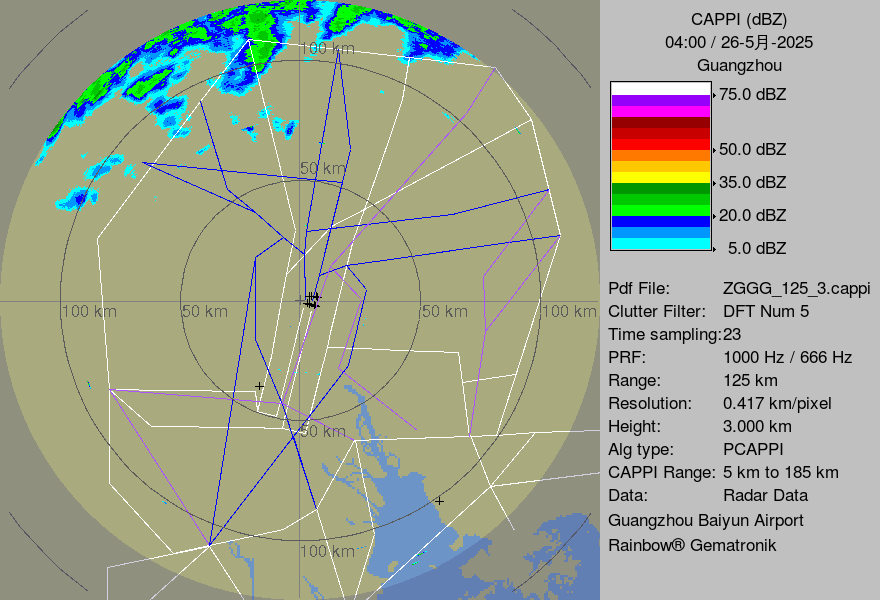 CAPPI (dBZ)
04:00 / 26-5月-2025
Guangzhou
75.0 dBZ
50.0 dBZ
35.0 dBZ
20.0 dBZ
5.0 dBZ
Pdf File: ZGGG_125_3.cappi
Clutter Filter: DFT Num 5
Time sampling:23
PRF: 1000 Hz / 666 Hz
Range: 125 km
Resolution: 0.417 km/pixel
Height: 3.000 km
Alg type: PCAPPI
CAPPI Range: 5 km to 185 km
Data: Radar Data
Guangzhou Baiyun Airport
Rainbow® Gematronik
100 km
50 km
100 km
50 km
50 km
100 km
50 km
100 km